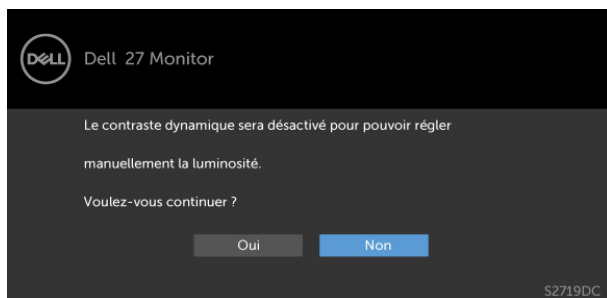 DELL
Dell 27 Monitor
Le contraste dynamique sera désactivé pour pouvoir régler
manuellement la luminosité.
Voulez-vous continuer ?
Oui
Non
S2719DC